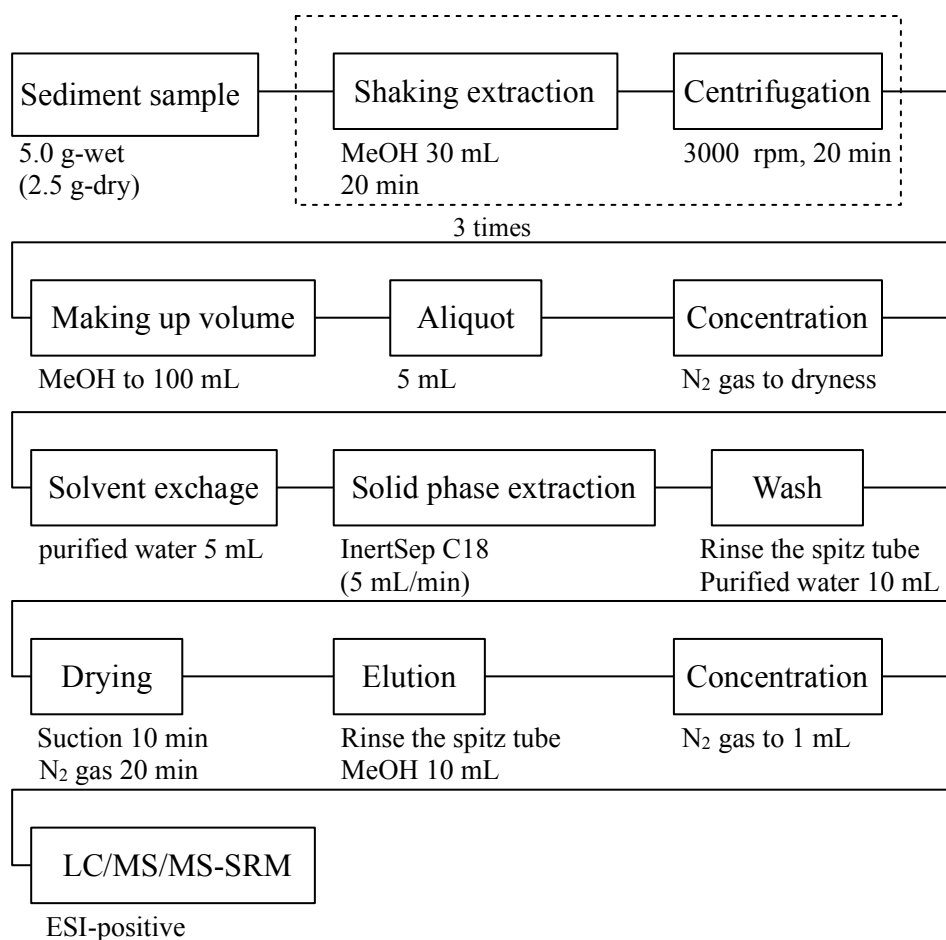 Sediment sample
5.0 g-wet
(2.5 g-dry)
Shaking extraction
MeOH 30 mL
20 min
Centrifugation
3000 rpm, 20 min
3 times
Making up volume
MeOH to 100 mL
Aliquot
5 mL
Concentration
N₂ gas to dryness
Solvent exchage
purified water 5 mL
Solid phase extraction
InertSep C18
(5 mL/min)
Wash
Rinse the spitz tube
Purified water 10 mL
Drying
Suction 10 min
N₂ gas 20 min
Elution
Rinse the spitz tube
MeOH 10 mL
Concentration
N₂ gas to 1 mL
LC/MS/MS-SRM
ESI-positive